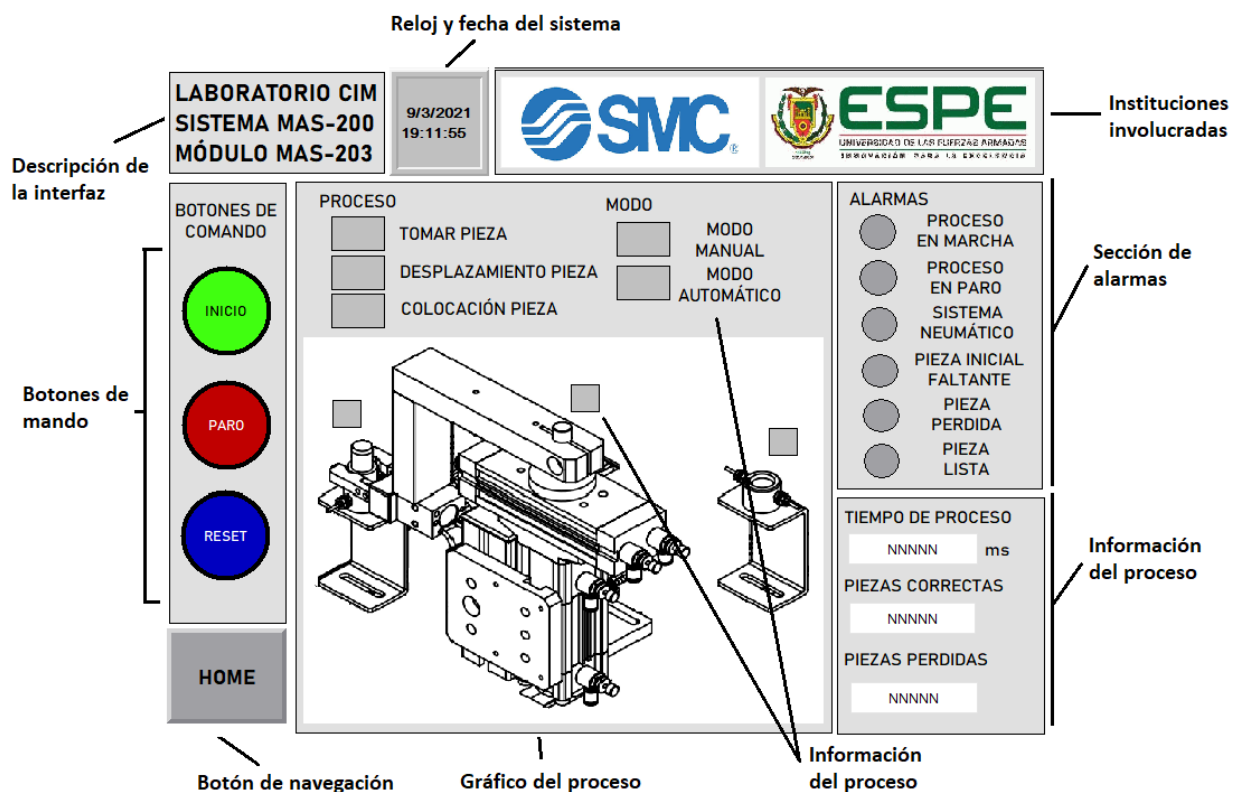 Reloj y fecha del sistema
LABORATORIO CIM
SISTEMA MAS-200
MÓDULO MAS-203
9/3/2021
19:11:55
SMC
ESPE
UNIVERSIDAD DE LAS FUERZAS ARMADAS
INNOVACIÓN PARA LA EXCELENCIA
Instituciones
involucradas
Descripción de
la interfaz
BOTONES DE
COMANDO
INICIO
PARO
RESET
Botones de
mando
HOME
Botón de navegación
PROCESO
TOMAR PIEZA
DESPLAZAMIENTO PIEZA
COLOCACIÓN PIEZA
MODO
MODO
MANUAL
MODO
AUTOMÁTICO
Gráfico del proceso
Información
del proceso
ALARMAS
PROCESO
EN MARCHA
PROCESO
EN PARO
SISTEMA
NEUMÁTICO
PIEZA INICIAL
FALTANTE
PIEZA
PERDIDA
PIEZA
LISTA
Sección de
alarmas
TIEMPO DE PROCESO
NNNNN ms
PIEZAS CORRECTAS
NNNNN
PIEZAS PERDIDAS
NNNNN
Información
del proceso